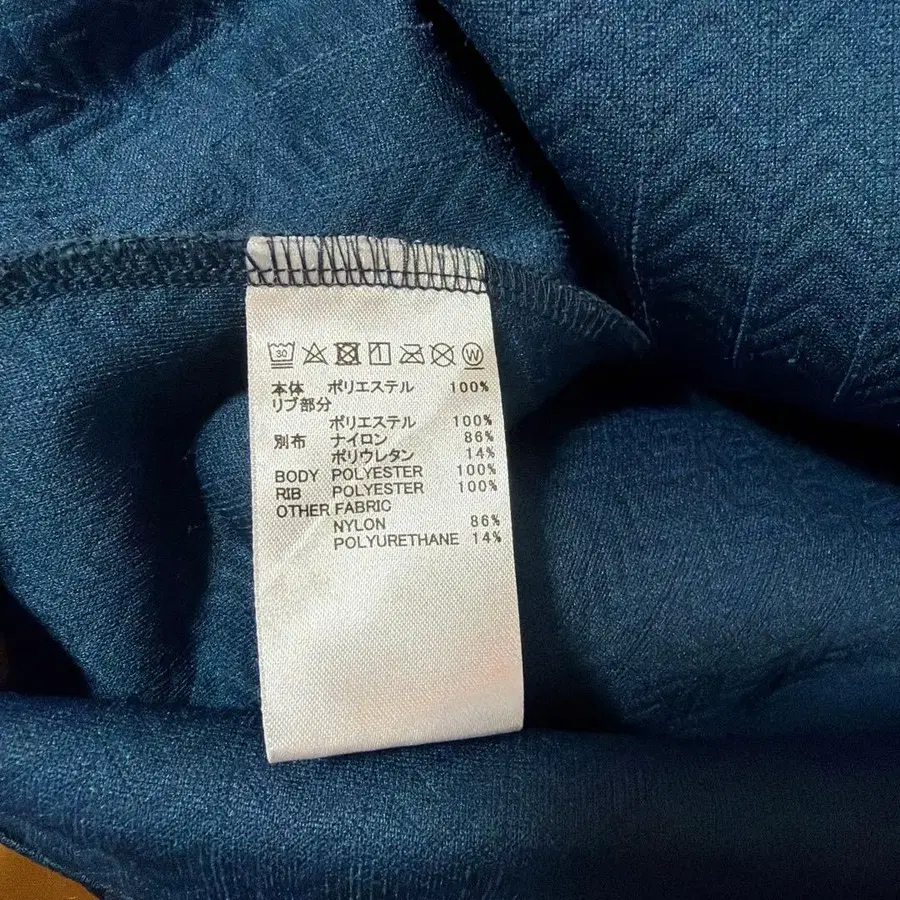 30 W
本体 ポリエステル 100%
リブ部分
ポリエステル 100%
別布 ナイロン 86%
ポリウレタン 14%
BODY POLYESTER 100%
RIB POLYESTER 100%
OTHER FABRIC
NYLON 86%
POLYURETHANE 14%